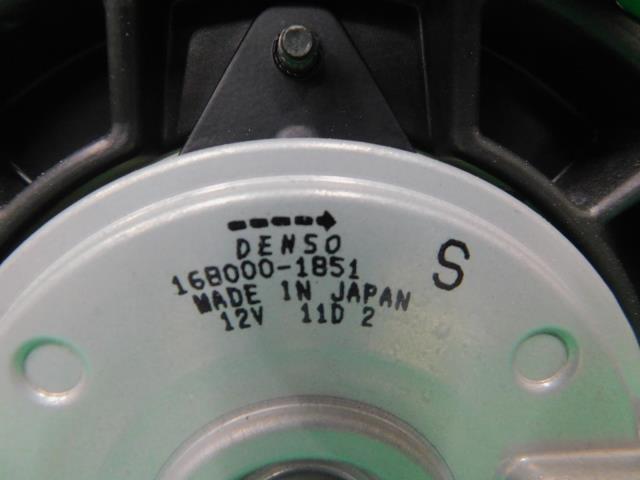 DENSO
168000-1851
MADE IN JAPAN
12V 11D 2
S